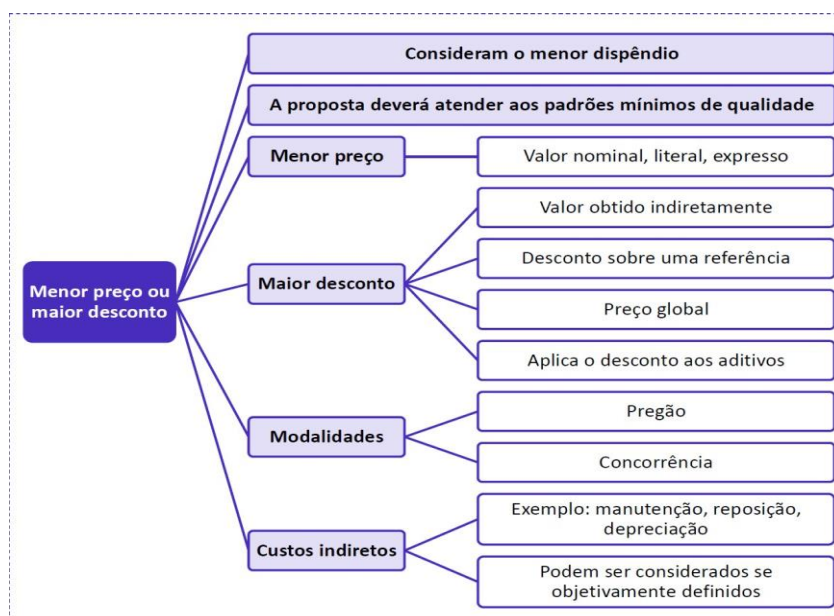 Menor preço ou
maior desconto
Consideram o menor dispêndio
A proposta deverá atender aos padrões mínimos de qualidade
Menor preço
Valor nominal, literal, expresso
Maior desconto
Valor obtido indiretamente
Desconto sobre uma referência
Preço global
Aplica o desconto aos aditivos
Modalidades
Pregão
Concorrência
Custos indiretos
Exemplo: manutenção, reposição,
depreciação
Podem ser considerados se
objetivamente definidos